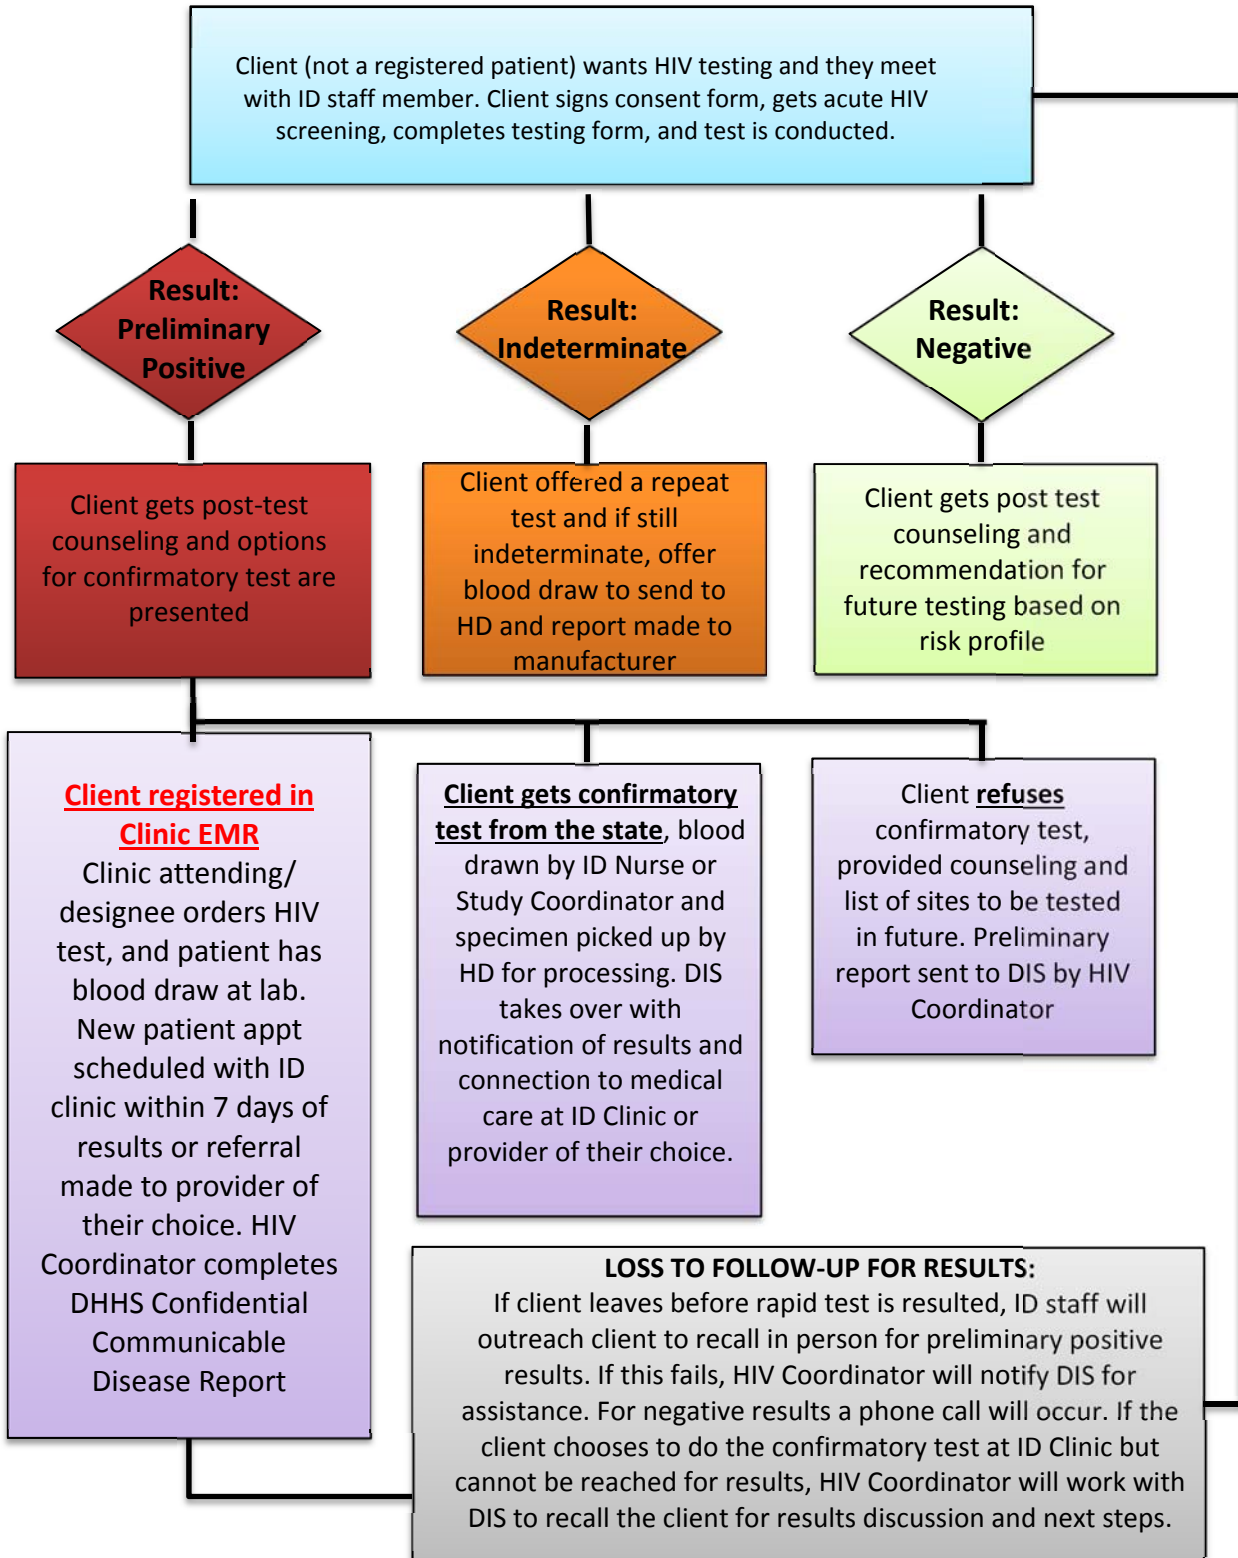 Client (not a registered patient) wants HIV testing and they meet
with ID staff member. Client signs consent form, gets acute HIV
screening, completes testing form, and test is conducted.
Result:
Preliminary
Positive
Result:
Indeterminate
Result:
Negative
Client gets post-test
counseling and options
for confirmatory test are
presented
Client offered a repeat
test and if still
indeterminate, offer
blood draw to send to
HD and report made to
manufacturer
Client gets post test
counseling and
recommendation for
future testing based on
risk profile
Client registered in
Clinic EMR
Clinic attending/
designee orders HIV
test, and patient has
blood draw at lab.
New patient appt
scheduled with ID
clinic within 7 days of
results or referral
made to provider of
their choice. HIV
Coordinator completes
DHHS Confidential
Communicable
Disease Report
Client gets confirmatory
test from the state, blood
drawn by ID Nurse or
Study Coordinator and
specimen picked up by
HD for processing. DIS
takes over with
notification of results and
connection to medical
care at ID Clinic or
provider of their choice.
Client refuses
confirmatory test,
provided counseling and
list of sites to be tested
in future. Preliminary
report sent to DIS by HIV
Coordinator
LOSS TO FOLLOW-UP FOR RESULTS:
If client leaves before rapid test is resulted, ID staff will
outreach client to recall in person for preliminary positive
results. If this fails, HIV Coordinator will notify DIS for
assistance. For negative results a phone call will occur. If the
client chooses to do the confirmatory test at ID Clinic but
cannot be reached for results, HIV Coordinator will work with
DIS to recall the client for results discussion and next steps.